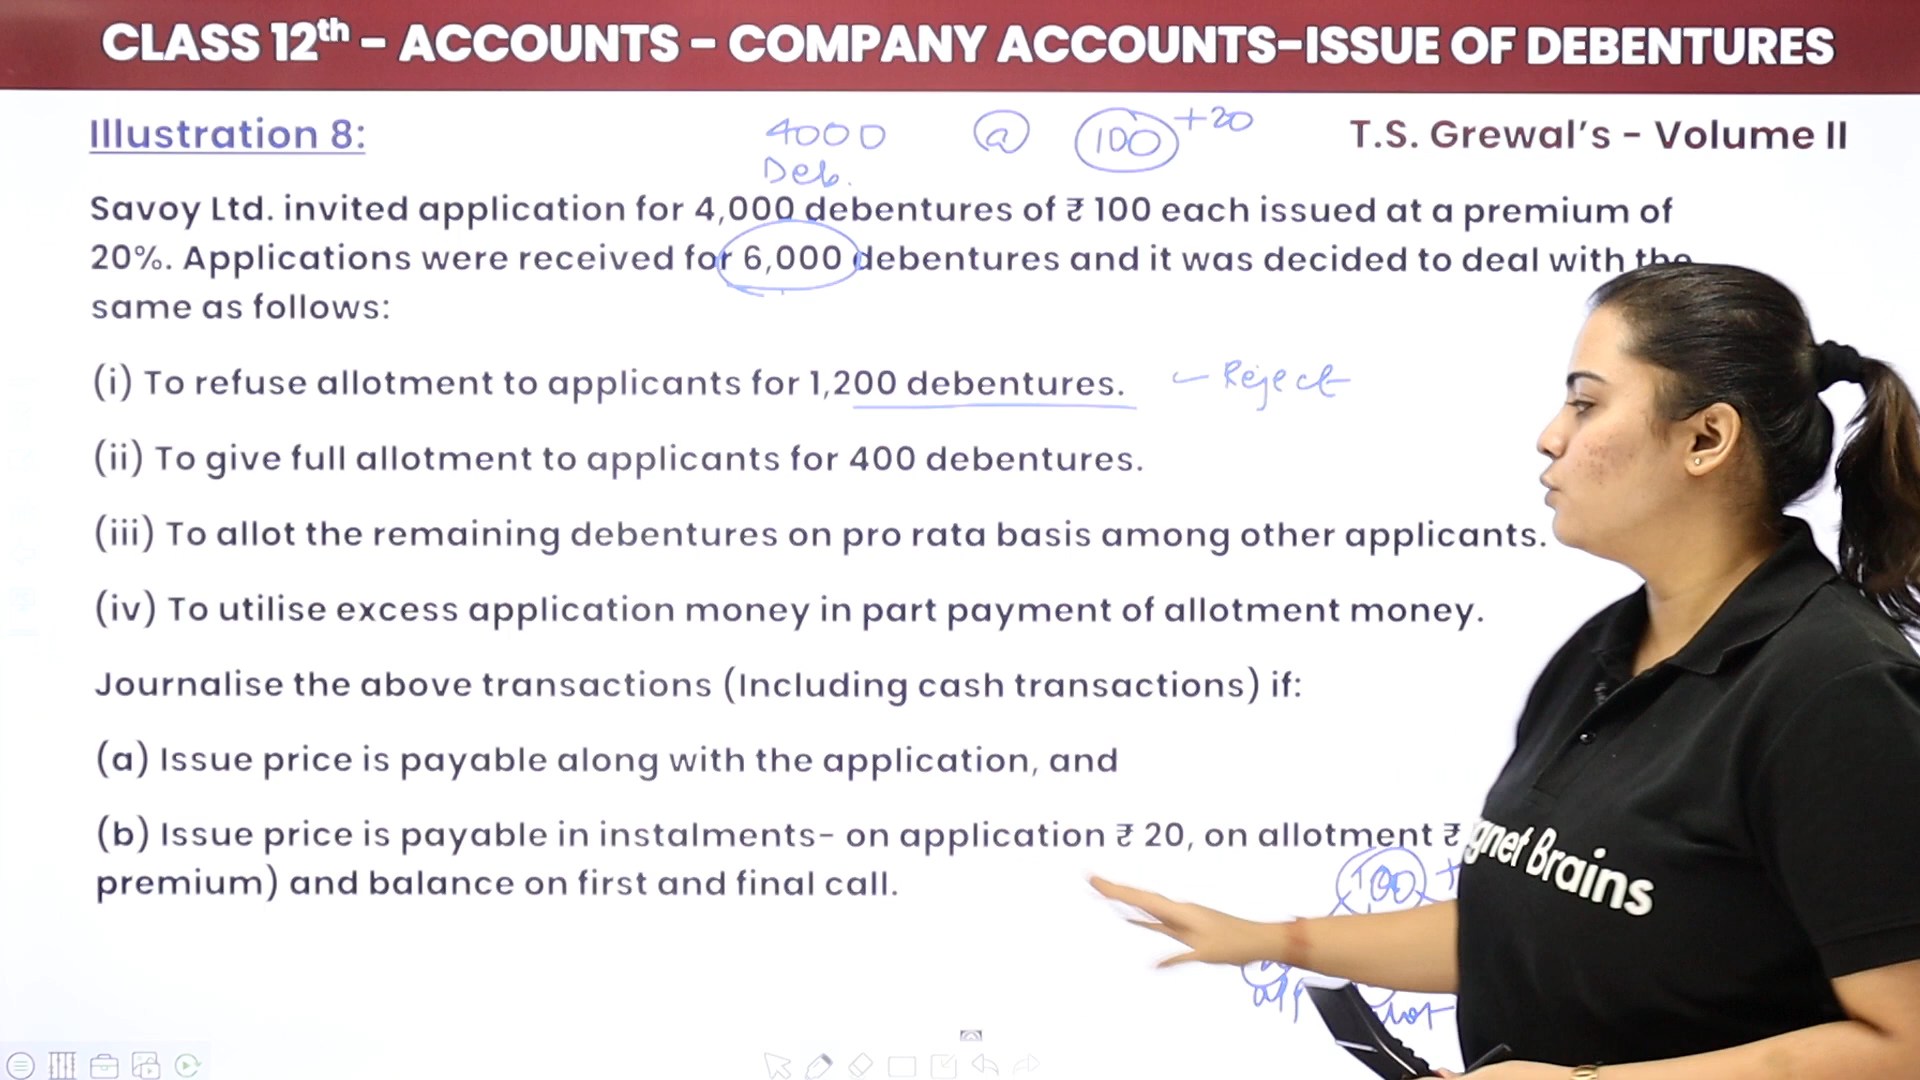 CLASS 12th - ACCOUNTS - COMPANY ACCOUNTS-ISSUE OF DEBENTURES
Illustration 8:
4000 @ 100 +20
Deb.
T.S. Grewal's - Volume II
Savoy Ltd. invited application for 4,000 debentures of ₹ 100 each issued at a premium of
20%. Applications were received for 6,000 debentures and it was decided to deal with the
same as follows:
(i) To refuse allotment to applicants for 1,200 debentures. Reject
(ii) To give full allotment to applicants for 400 debentures.
(iii) To allot the remaining debentures on pro rata basis among other applicants.
(iv) To utilise excess application money in part payment of allotment money.
Journalise the above transactions (Including cash transactions) if:
(a) Issue price is payable along with the application, and
(b) Issue price is payable in instalments- on application ₹ 20, on allotment ₹
premium) and balance on first and final call.
100 +
app
gnet Brains